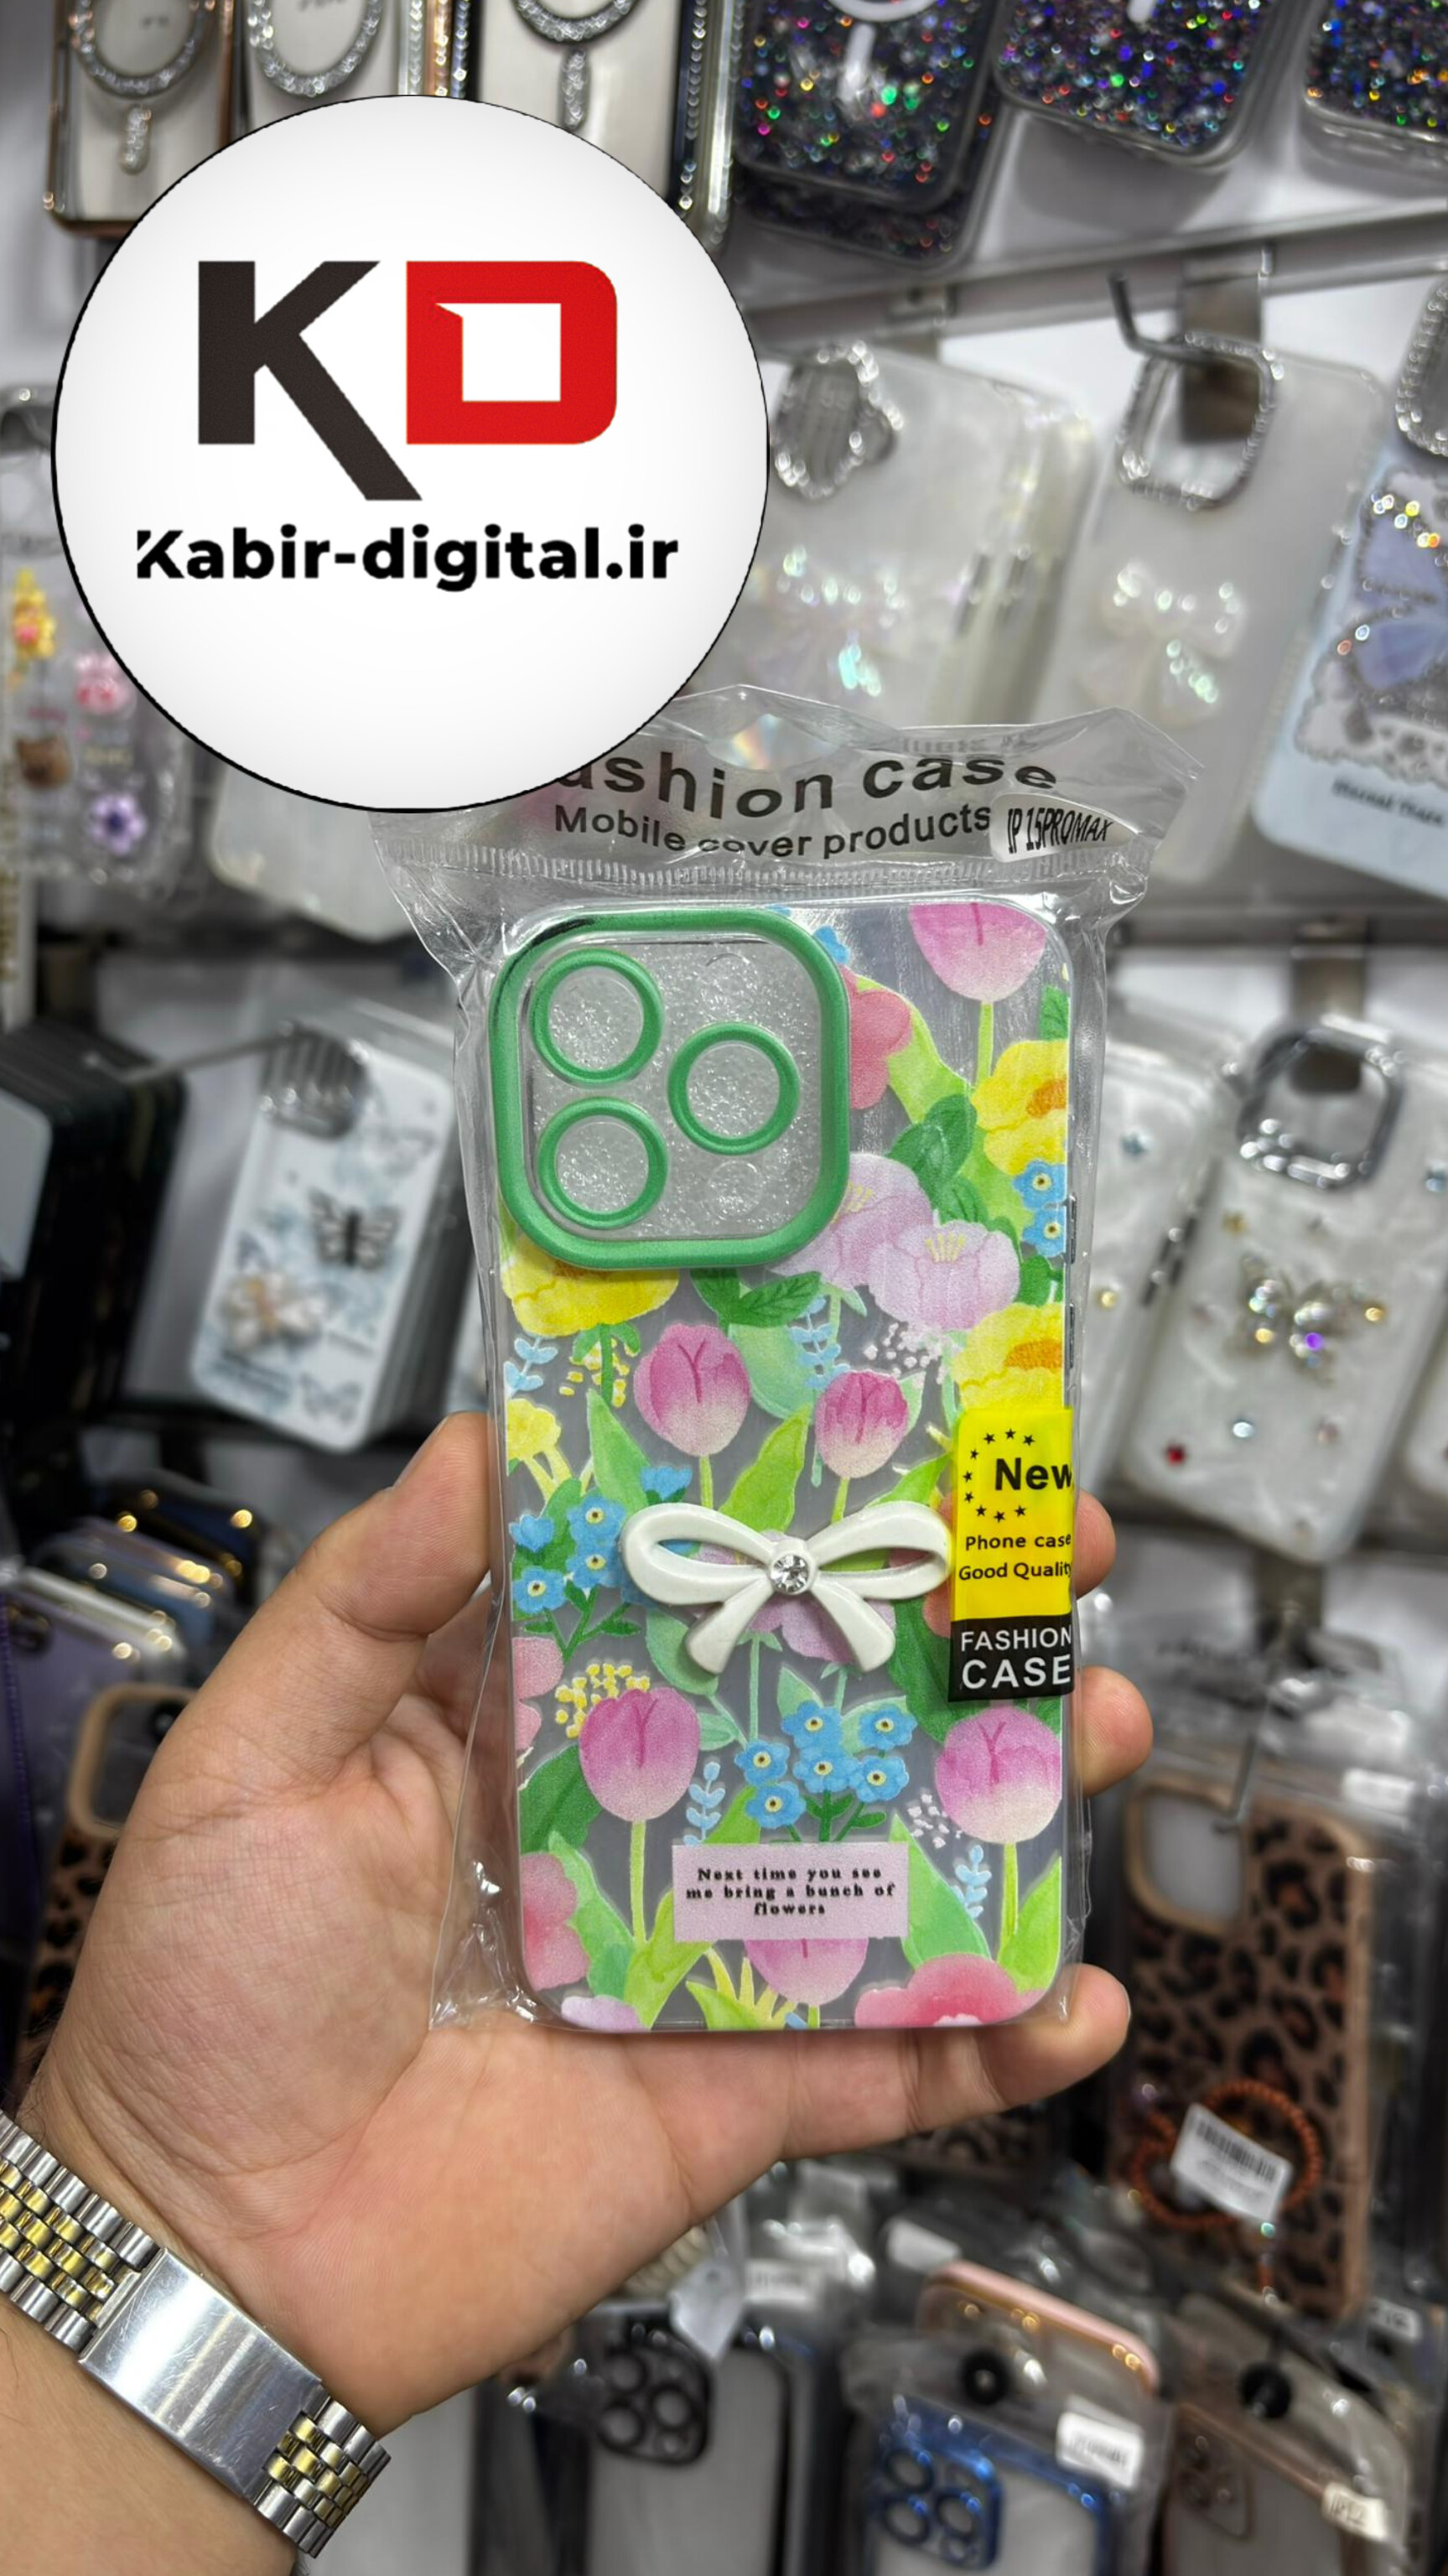 KD
Kabir-digital.ir
ashion case
Mobile cover products
IP 15PROMAX
New
Phone case
Good Quality
FASHION
CASE
Next time you see
me bring a bunch of
flowers